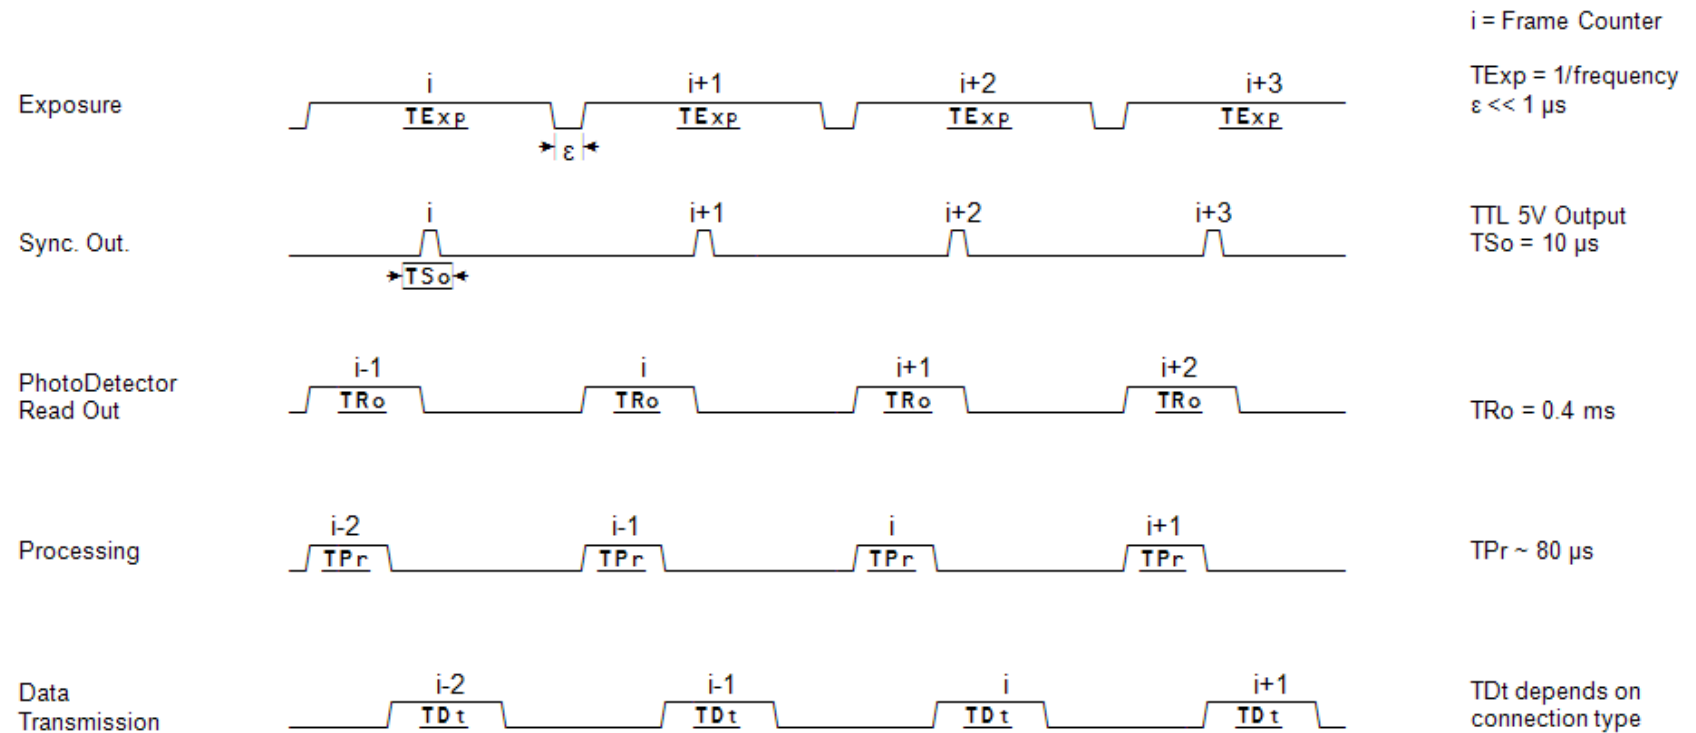 i = Frame Counter
i i+1 i+2 i+3
Exposure TExp TExp TExp TExp TExp = 1/frequency
ε << 1 µs
ε
i i+1 i+2 i+3
Sync. Out. TTL 5V Output
TSo = 10 µs
TSo
i-1 i i+1 i+2
PhotoDetector
Read Out TRo TRo TRo TRo TRo = 0.4 ms
i-2 i-1 i i+1
Processing TPr TPr TPr TPr TPr ~ 80 µs
i-2 i-1 i i+1
Data TDt depends on
Transmission TDt TDt TDt TDt connection type